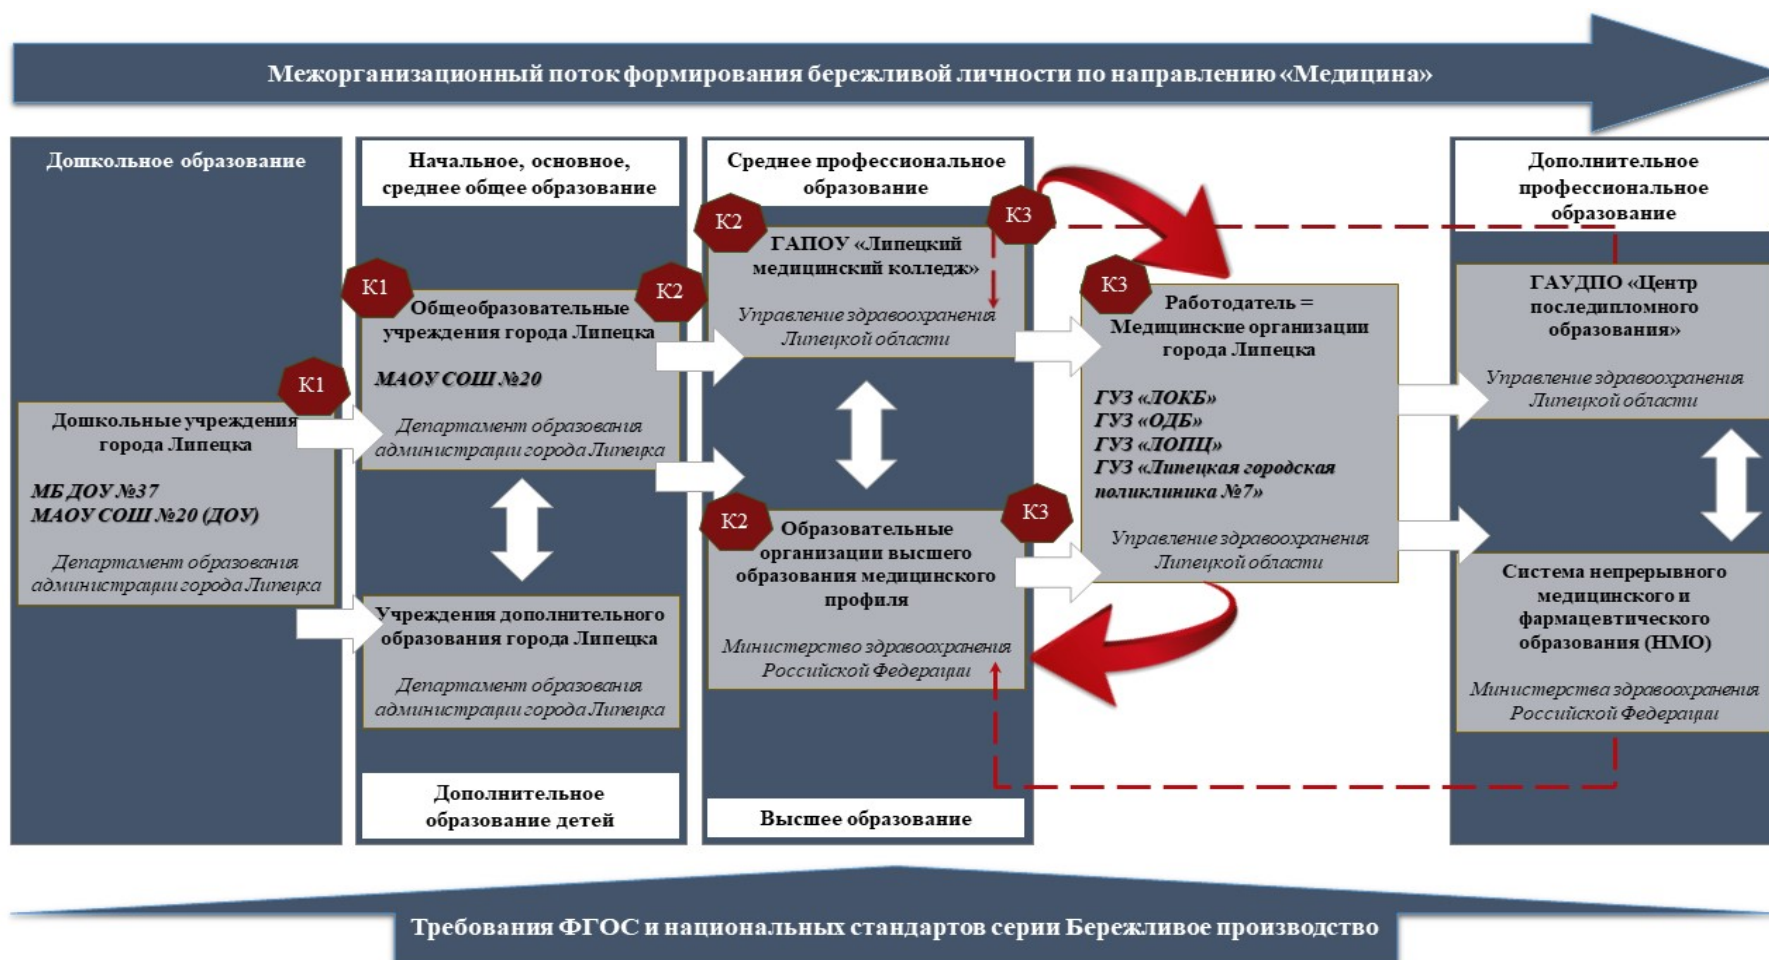 Межорганизационный поток формирования бережливой личности по направлению «Медицина»
Дошкольное образование
К1
Дошкольные учреждения
города Липецка
МБ ДОУ №37
МАОУ СОШ №20 (ДОУ)
Департамент образования
администрации города Липецка
Начальное, основное,
среднее общее образование
К1
К2
Общеобразовательные
учреждения города Липецка
МАОУ СОШ №20
Департамент образования
администрации города Липецка
Учреждения дополнительного
образования города Липецка
Департамент образования
администрации города Липецка
Дополнительное
образование детей
Среднее профессиональное
образование
К2
К3
ГАПОУ «Липецкий
медицинский колледж»
Управление здравоохранения
Липецкой области
К2
К3
Образовательные
организации высшего
образования медицинского
профиля
Министерство здравоохранения
Российской Федерации
Высшее образование
К3
Работодатель =
Медицинские организации
города Липецка
ГУЗ «ЛОКБ»
ГУЗ «ОДБ»
ГУЗ «ЛОПЦ»
ГУЗ «Липецкая городская
поликлиника №7»
Управление здравоохранения
Липецкой области
Дополнительное
профессиональное
образование
ГАУДПО «Центр
последипломного
образования»
Управление здравоохранения
Липецкой области
Система непрерывного
медицинского и
фармацевтического
образования (НМО)
Министерства здравоохранения
Российской Федерации
Требования ФГОС и национальных стандартов серии Бережливое производство